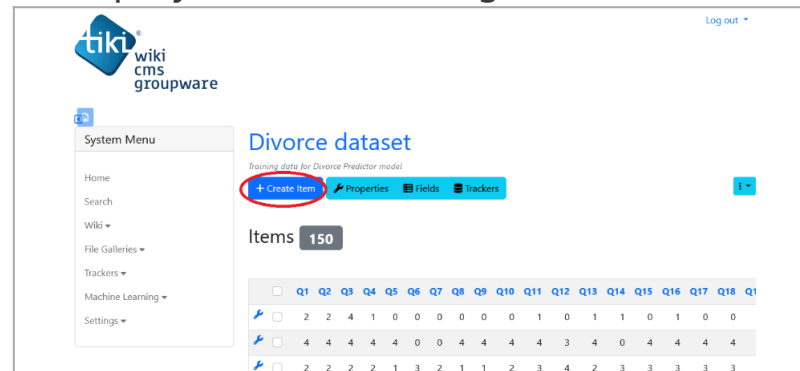 Log out
tiki®
wiki
cms
groupware
System Menu
Home
Search
Wiki
File Galleries
Trackers
Machine Learning
Settings
Divorce dataset
Training data for Divorce Predictor model
+ Create Item Properties Fields Trackers
Items 150
Q1 Q2 Q3 Q4 Q5 Q6 Q7 Q8 Q9 Q10 Q11 Q12 Q13 Q14 Q15 Q16 Q17 Q18
2 2 4 1 0 0 0 0 0 0 1 0 1 1 0 1 0 0
4 4 4 4 4 0 0 4 4 4 4 3 4 0 4 4 4 4
2 2 2 2 1 3 2 1 1 2 3 4 2 3 3 3 3 3